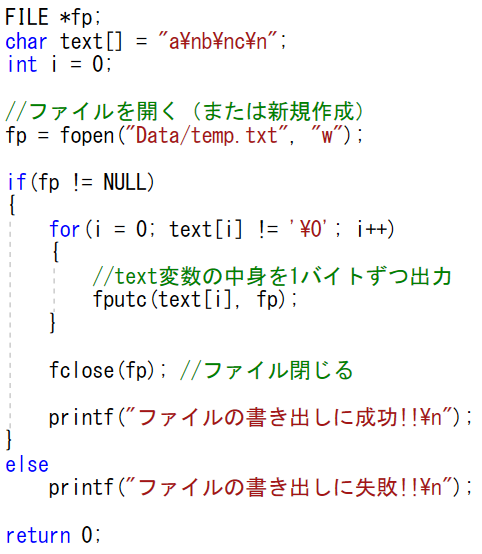 FILE *fp;
char text[] = "a¥nb¥nc¥n";
int i = 0;

//ファイルを開く（または新規作成）
fp = fopen("Data/temp.txt", "w");

if(fp != NULL)
{
    for(i = 0; text[i] != '¥0'; i++)
    {
        //text変数の中身を1バイトずつ出力
        fputc(text[i], fp);
    }

    fclose(fp); //ファイル閉じる

    printf("ファイルの書き出しに成功!!¥n");
}
else
    printf("ファイルの書き出しに失敗!!¥n");

return 0;